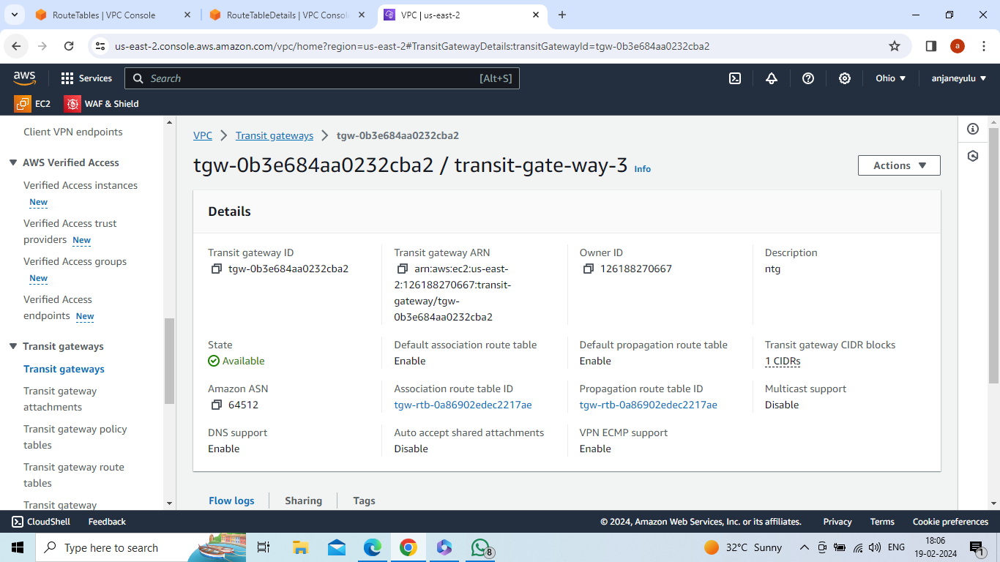 RouteTables | VPC Console
RouteTableDetails | VPC Consol
VPC | us-east-2
us-east-2.console.aws.amazon.com/vpc/home?region=us-east-2#TransitGatewayDetails:transitGatewayId=tgw-0b3e684aa0232cba2
a
aws
Services
Search
[Alt+S]
Ohio
anjaneyulu
EC2
WAF & Shield
Client VPN endpoints
AWS Verified Access
Verified Access instances
New
Verified Access trust
providers New
Verified Access groups
New
Verified Access
endpoints New
Transit gateways
Transit gateways
Transit gateway
attachments
Transit gateway policy
tables
Transit gateway route
tables
Transit gateway
VPC
Transit gateways
tgw-0b3e684aa0232cba2
tgw-0b3e684aa0232cba2 / transit-gate-way-3 Info
Actions
Details
Transit gateway ID
tgw-0b3e684aa0232cba2
Transit gateway ARN
arn:aws:ec2:us-east-
2:126188270667:transit-
gateway/tgw-
0b3e684aa0232cba2
Owner ID
126188270667
Description
ntg
State
Available
Default association route table
Enable
Default propagation route table
Enable
Transit gateway CIDR blocks
1 CIDRs
Amazon ASN
64512
Association route table ID
tgw-rtb-0a86902edec2217ae
Propagation route table ID
tgw-rtb-0a86902edec2217ae
Multicast support
Disable
DNS support
Enable
Auto accept shared attachments
Disable
VPN ECMP support
Enable
Flow logs
Sharing
Tags
CloudShell
Feedback
© 2024, Amazon Web Services, Inc. or its affiliates.
Privacy
Terms
Cookie preferences
Type here to search
8
32°C Sunny
ENG
18:06
19-02-2024
1